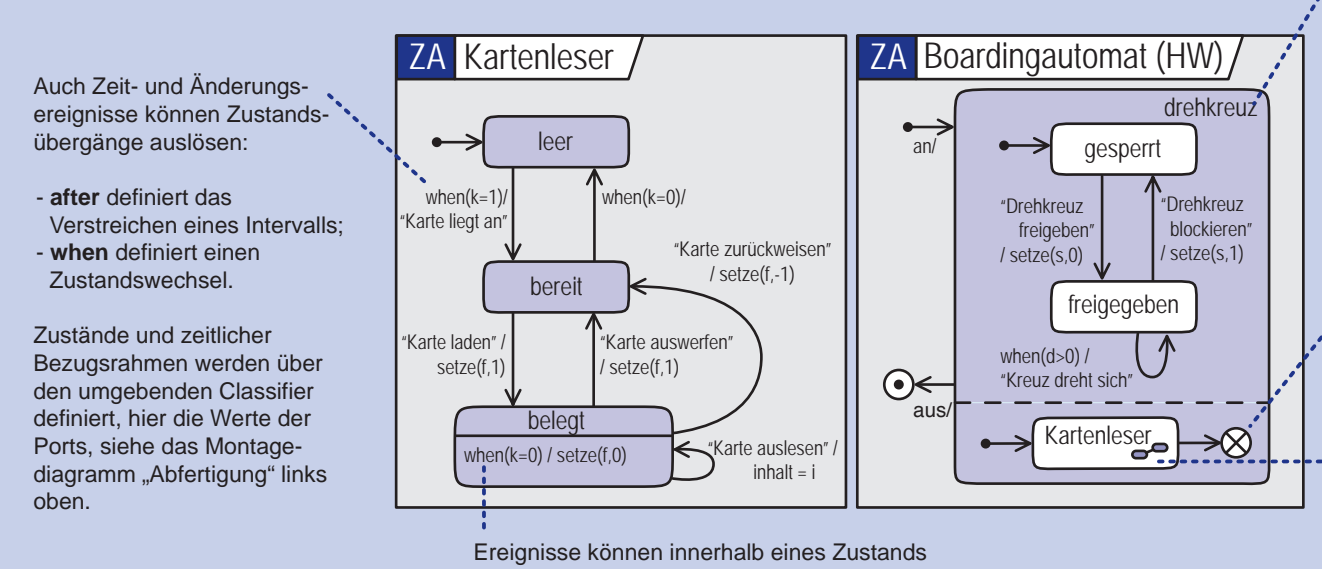 Auch Zeit- und Änderungs-
ereignisse können Zustands-
übergänge auslösen:
- after definiert das
Verstreichen eines Intervalls;
- when definiert einen
Zustandswechsel.
Zustände und zeitlicher
Bezugsrahmen werden über
den umgebenden Classifier
definiert, hier die Werte der
Ports, siehe das Montage-
diagramm „Abfertigung“ links
oben.
ZA Kartenleser
leer
when(k=1)/
“Karte liegt an”
when(k=0)/
“Karte zurückweisen”
/ setze(f,-1)
bereit
“Karte laden” /
setze(f,1)
“Karte auswerfen”
/ setze(f,1)
belegt
when(k=0) / setze(f,0)
“Karte auslesen” /
inhalt = i
ZA Boardingautomat (HW)
drehkreuz
an/
gesperrt
“Drehkreuz
freigeben”
/ setze(s,0)
“Drehkreuz
blockieren”
/ setze(s,1)
freigegeben
when(d>0) /
“Kreuz dreht sich”
aus/
Kartenleser
Ereignisse können innerhalb eines Zustands